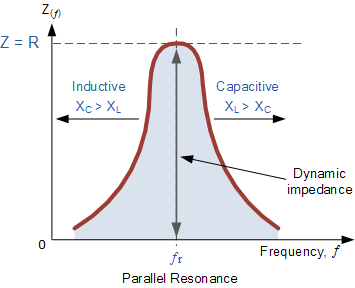 Z(f)
Z = R
Inductive
XC > XL
Capacitive
XL > XC
Dynamic
impedance
0
fr
Frequency, f
Parallel Resonance